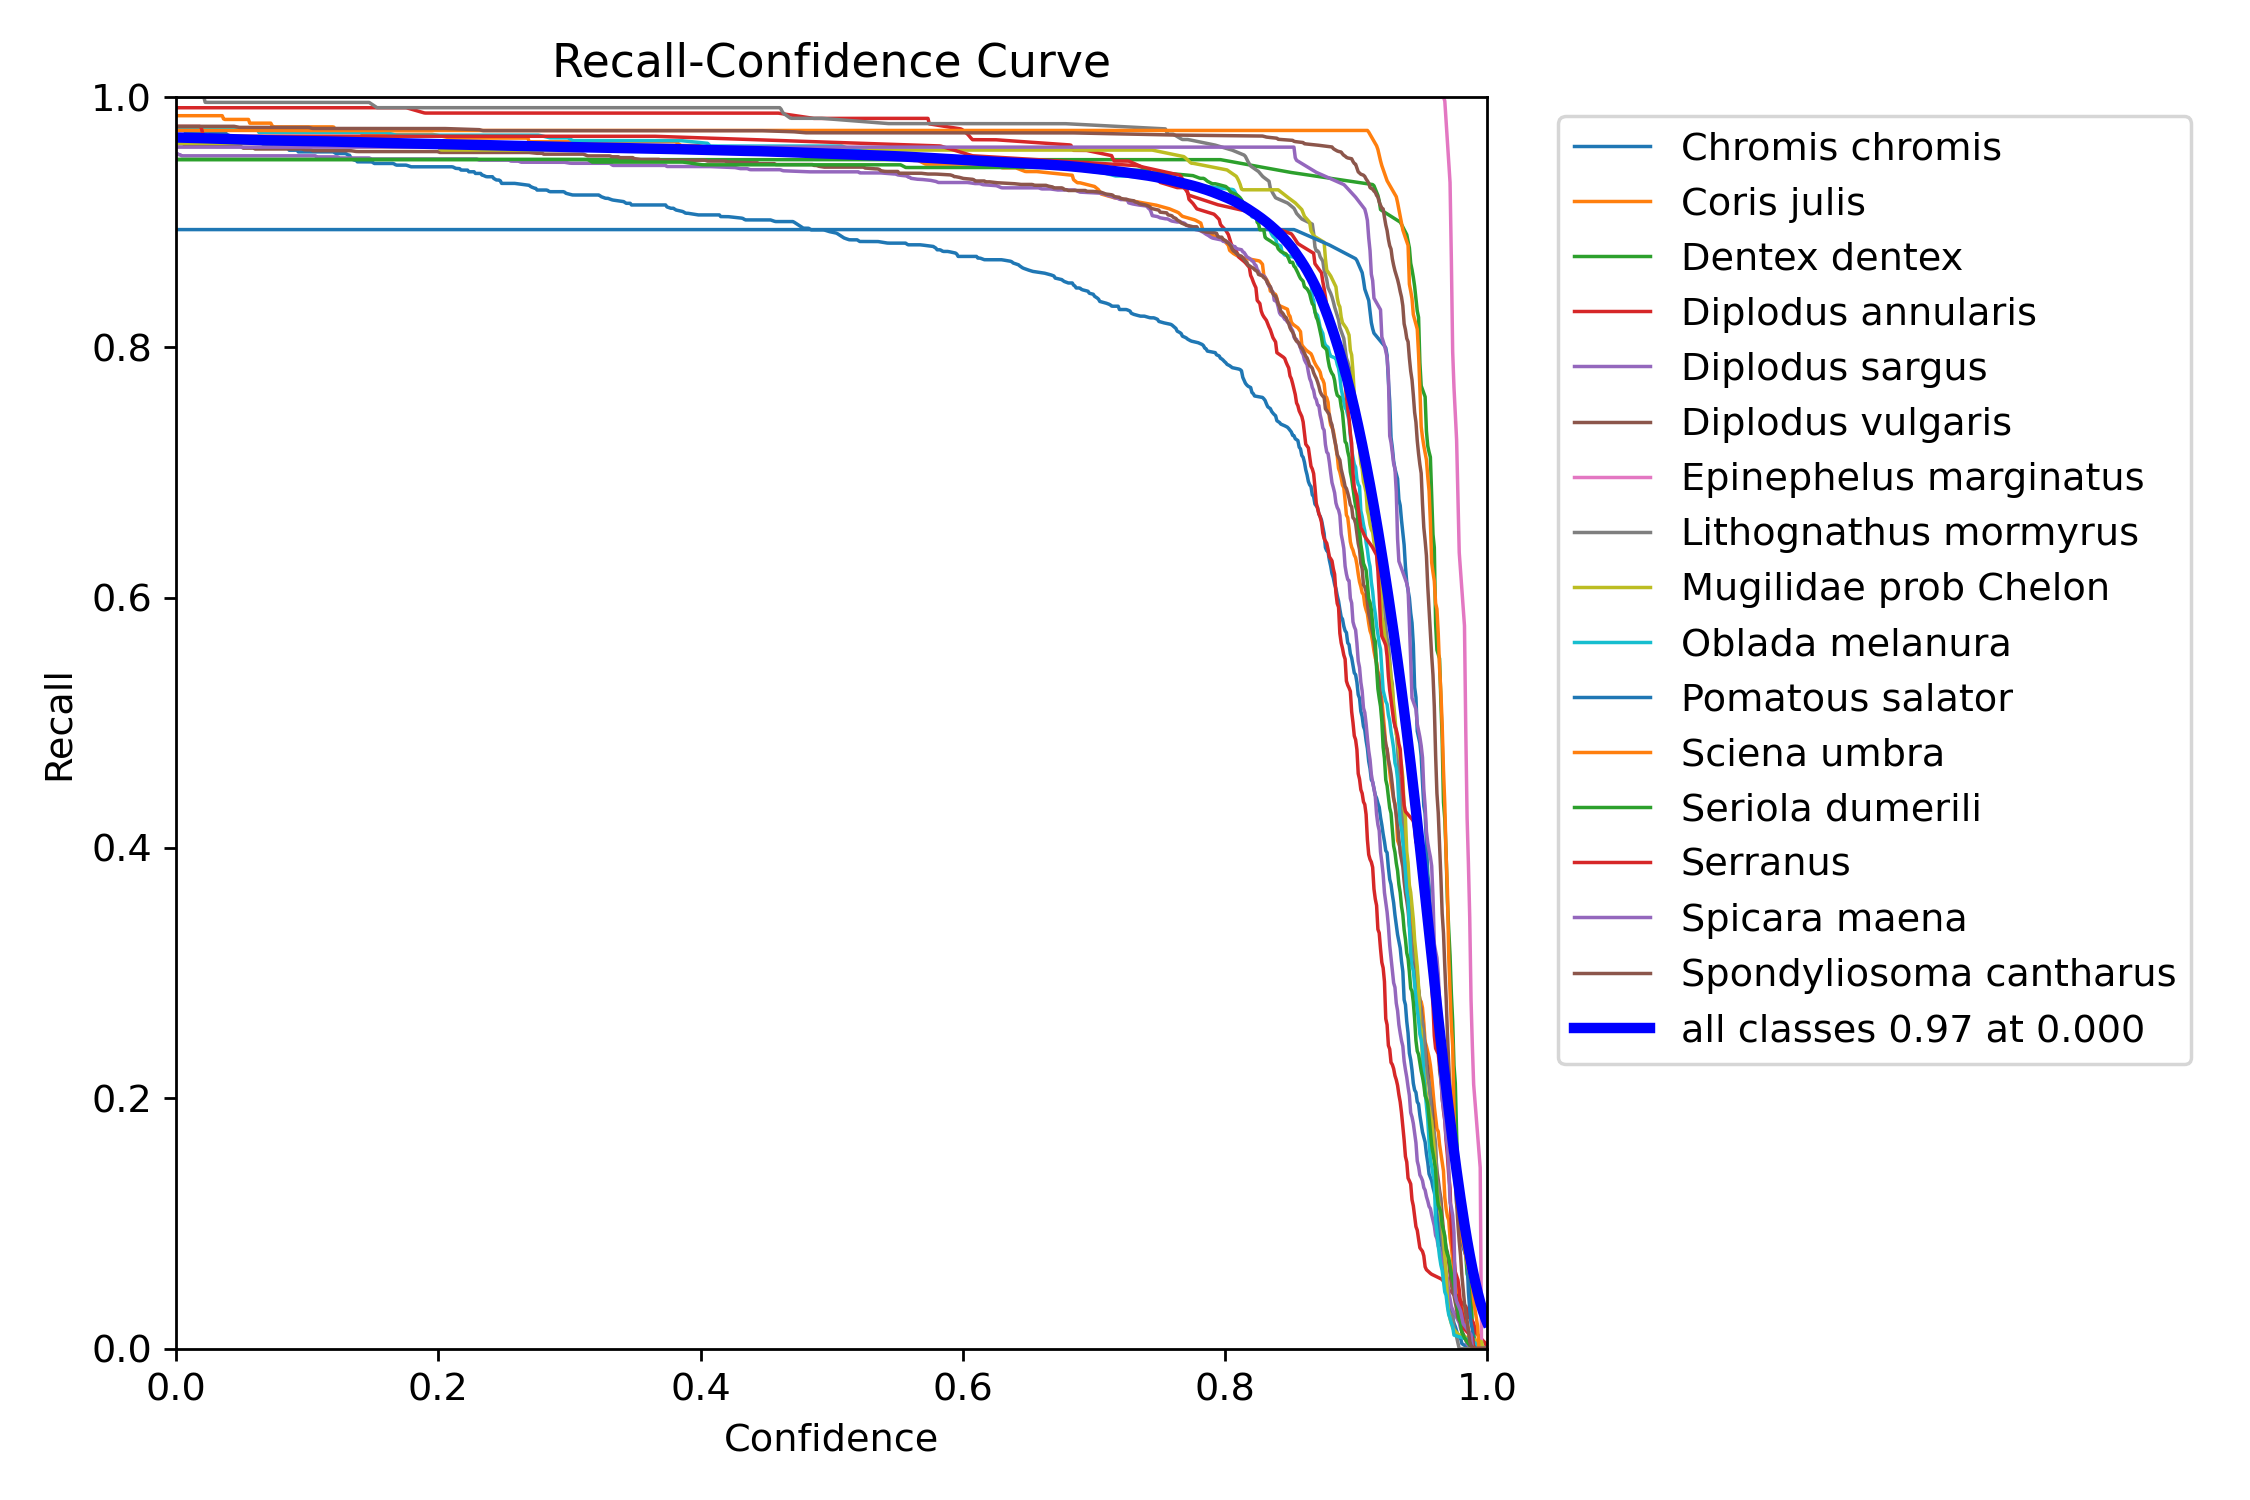 Recall-Confidence Curve
1.0
0.8
0.6
0.4
0.2
0.0
Recall
0.0 0.2 0.4 0.6 0.8 1.0
Confidence
Chromis chromis
Coris julis
Dentex dentex
Diplodus annularis
Diplodus sargus
Diplodus vulgaris
Epinephelus marginatus
Lithognathus mormyrus
Mugilidae prob Chelon
Oblada melanura
Pomatous salator
Sciena umbra
Seriola dumerili
Serranus
Spicara maena
Spondyliosoma cantharus
all classes 0.97 at 0.000